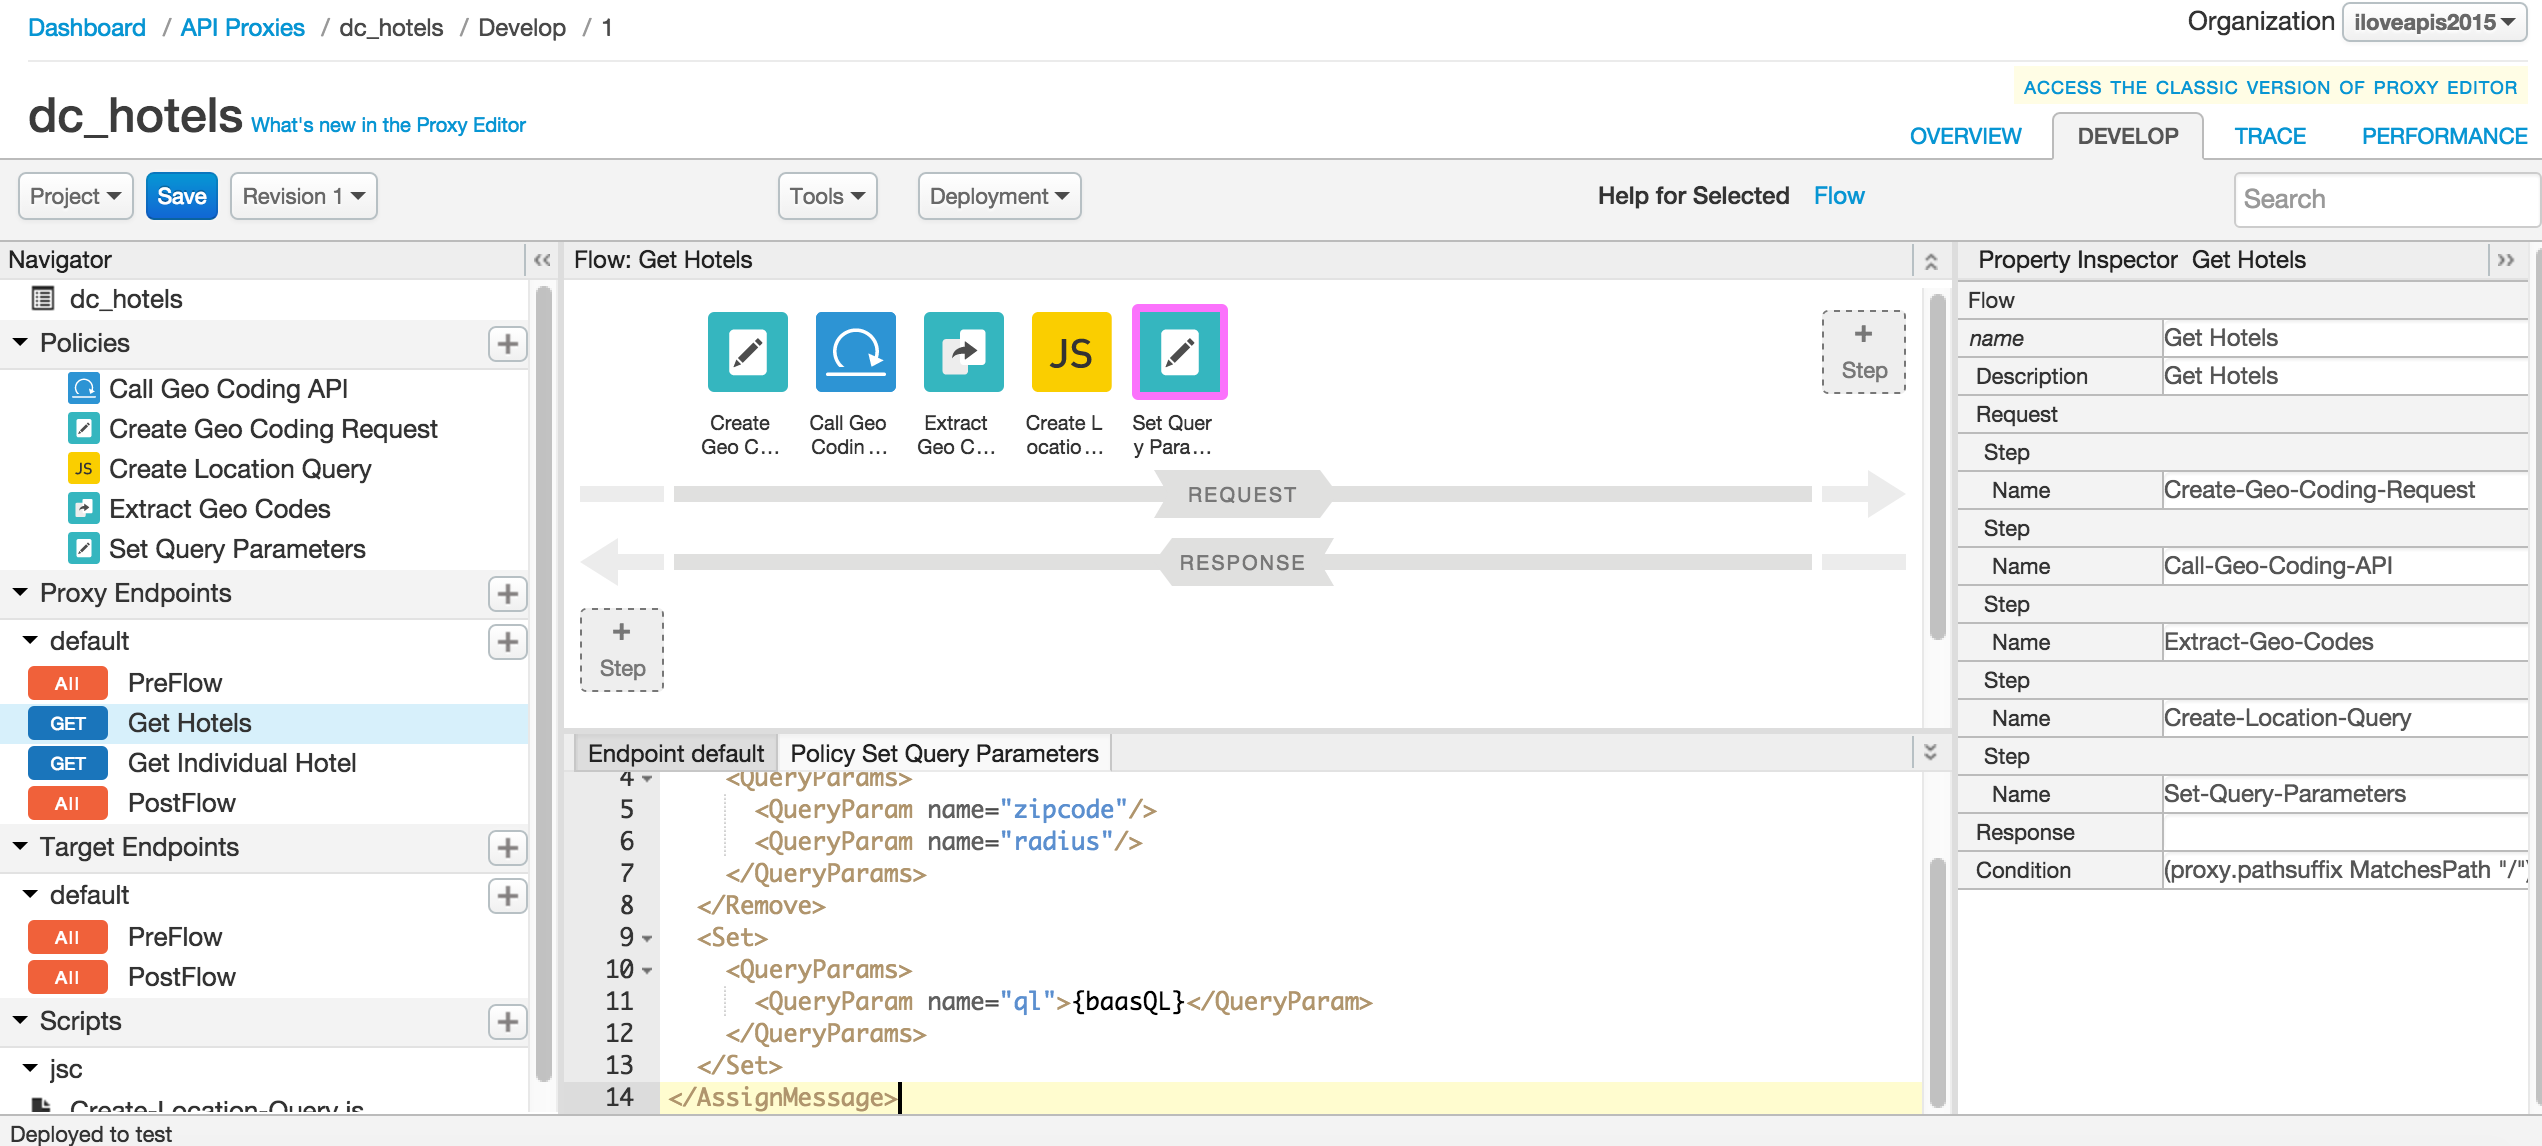 Dashboard / API Proxies / dc_hotels / Develop / 1
Organization iloveapis2015
ACCESS THE CLASSIC VERSION OF PROXY EDITOR
dc_hotels What's new in the Proxy Editor
OVERVIEW DEVELOP TRACE PERFORMANCE
Project Save Revision 1 Tools Deployment Help for Selected Flow Search
Navigator
dc_hotels
Policies
Call Geo Coding API
Create Geo Coding Request
JS Create Location Query
Extract Geo Codes
Set Query Parameters
Proxy Endpoints
default
All PreFlow
GET Get Hotels
GET Get Individual Hotel
All PostFlow
Target Endpoints
default
All PreFlow
All PostFlow
Scripts
jsc
Create-Location-Query.js
Flow: Get Hotels
JS
+
Step
Create Geo C...
Call Geo Codin ...
Extract Geo C...
Create L ocatio ...
Set Quer y Para...
REQUEST
RESPONSE
+
Step
Endpoint default Policy Set Query Parameters
4 <QueryParams>
5 <QueryParam name="zipcode"/>
6 <QueryParam name="radius"/>
7 </QueryParams>
8 </Remove>
9 <Set>
10 <QueryParams>
11 <QueryParam name="ql">{baasQL}</QueryParam>
12 </QueryParams>
13 </Set>
14 </AssignMessage>
Property Inspector Get Hotels
Flow
name Get Hotels
Description Get Hotels
Request
Step
Name Create-Geo-Coding-Request
Step
Name Call-Geo-Coding-API
Step
Name Extract-Geo-Codes
Step
Name Create-Location-Query
Step
Name Set-Query-Parameters
Response
Condition (proxy.pathsuffix MatchesPath "/")
Deployed to test